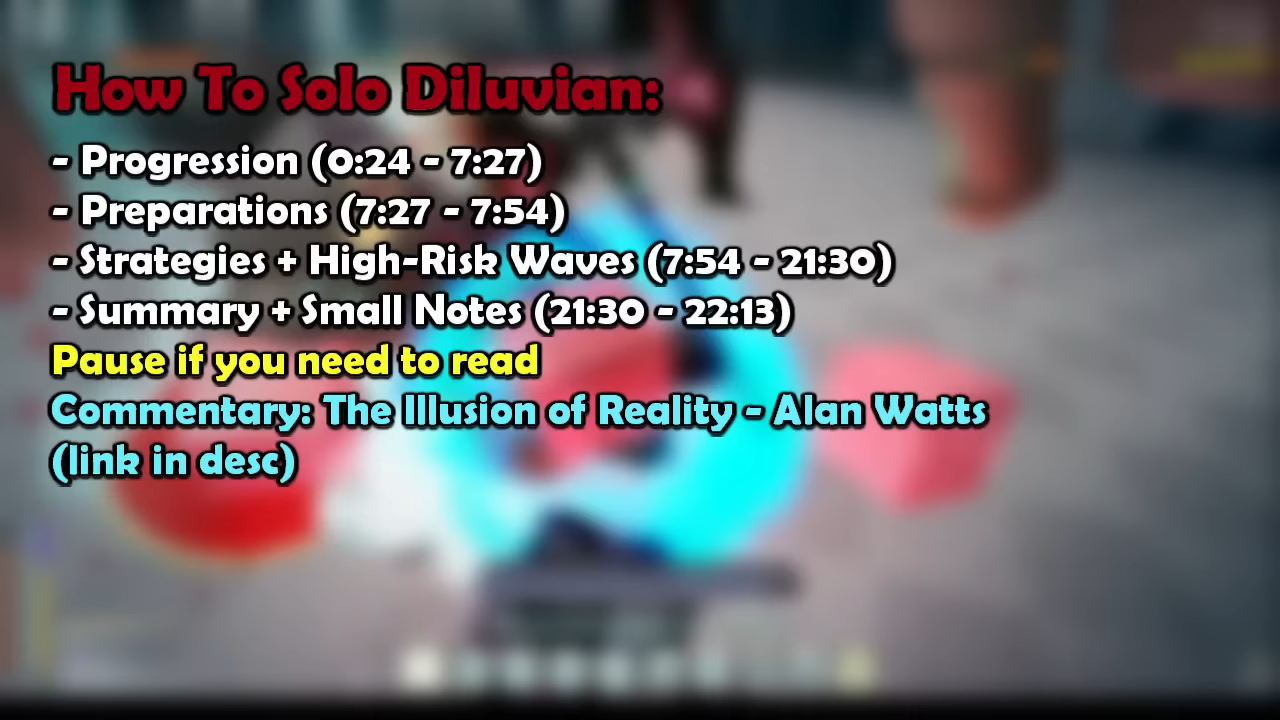 How To Solo Diluvian:
- Progression (0:24 - 7:27)
- Preparations (7:27 - 7:54)
- Strategies + High-Risk Waves (7:54 - 21:30)
- Summary + Small Notes (21:30 - 22:13)
Pause if you need to read
Commentary: The Illusion of Reality - Alan Watts
(link in desc)